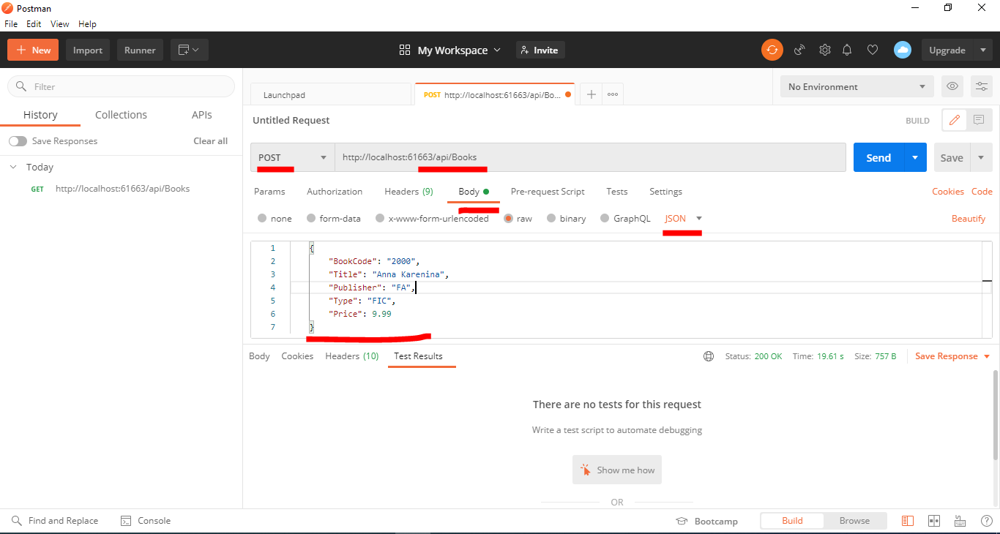 Postman
File Edit View Help
New Import Runner My Workspace Invite Upgrade
Filter
History Collections APIs
Save Responses Clear all
Today
GET http://localhost:61663/api/Books
Launchpad POST http://localhost:61663/api/Bo... No Environment
Untitled Request BUILD
POST http://localhost:61663/api/Books Send Save
Params Authorization Headers (9) Body Pre-request Script Tests Settings Cookies Code
none form-data x-www-form-urlencoded raw binary GraphQL JSON Beautify
1 {
2 "BookCode": "2000",
3 "Title": "Anna Karenina",
4 "Publisher": "FA",
5 "Type": "FIC",
6 "Price": 9.99
7 }
Body Cookies Headers (10) Test Results Status: 200 OK Time: 19.61 s Size: 757 B Save Response
There are no tests for this request
Write a test script to automate debugging
Show me how
OR
Find and Replace Console Bootcamp Build Browse